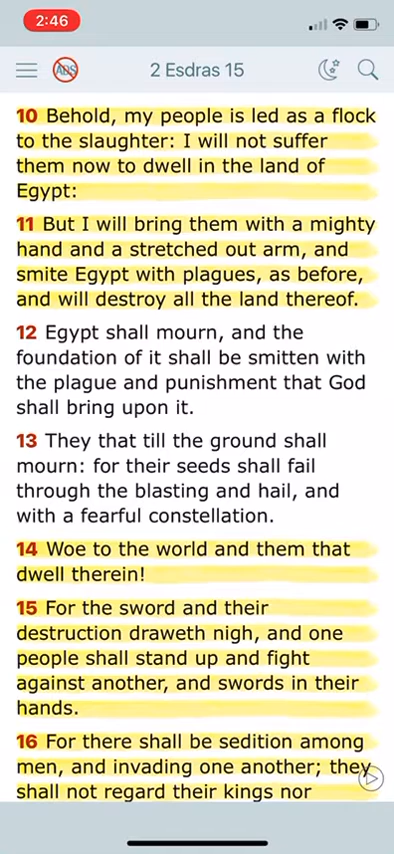 2:46
ADS
2 Esdras 15
10 Behold, my people is led as a flock
to the slaughter: I will not suffer
them now to dwell in the land of
Egypt:
11 But I will bring them with a mighty
hand and a stretched out arm, and
smite Egypt with plagues, as before,
and will destroy all the land thereof.
12 Egypt shall mourn, and the
foundation of it shall be smitten with
the plague and punishment that God
shall bring upon it.
13 They that till the ground shall
mourn: for their seeds shall fail
through the blasting and hail, and
with a fearful constellation.
14 Woe to the world and them that
dwell therein!
15 For the sword and their
destruction draweth nigh, and one
people shall stand up and fight
against another, and swords in their
hands.
16 For there shall be sedition among
men, and invading one another; they
shall not regard their kings nor